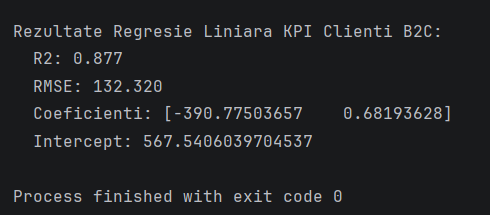 Rezultate Regresie Liniara KPI Clienti B2C:
R2: 0.877
RMSE: 132.320
Coeficienti: [-390.77503657    0.68193628]
Intercept: 567.5406039704537
Process finished with exit code 0